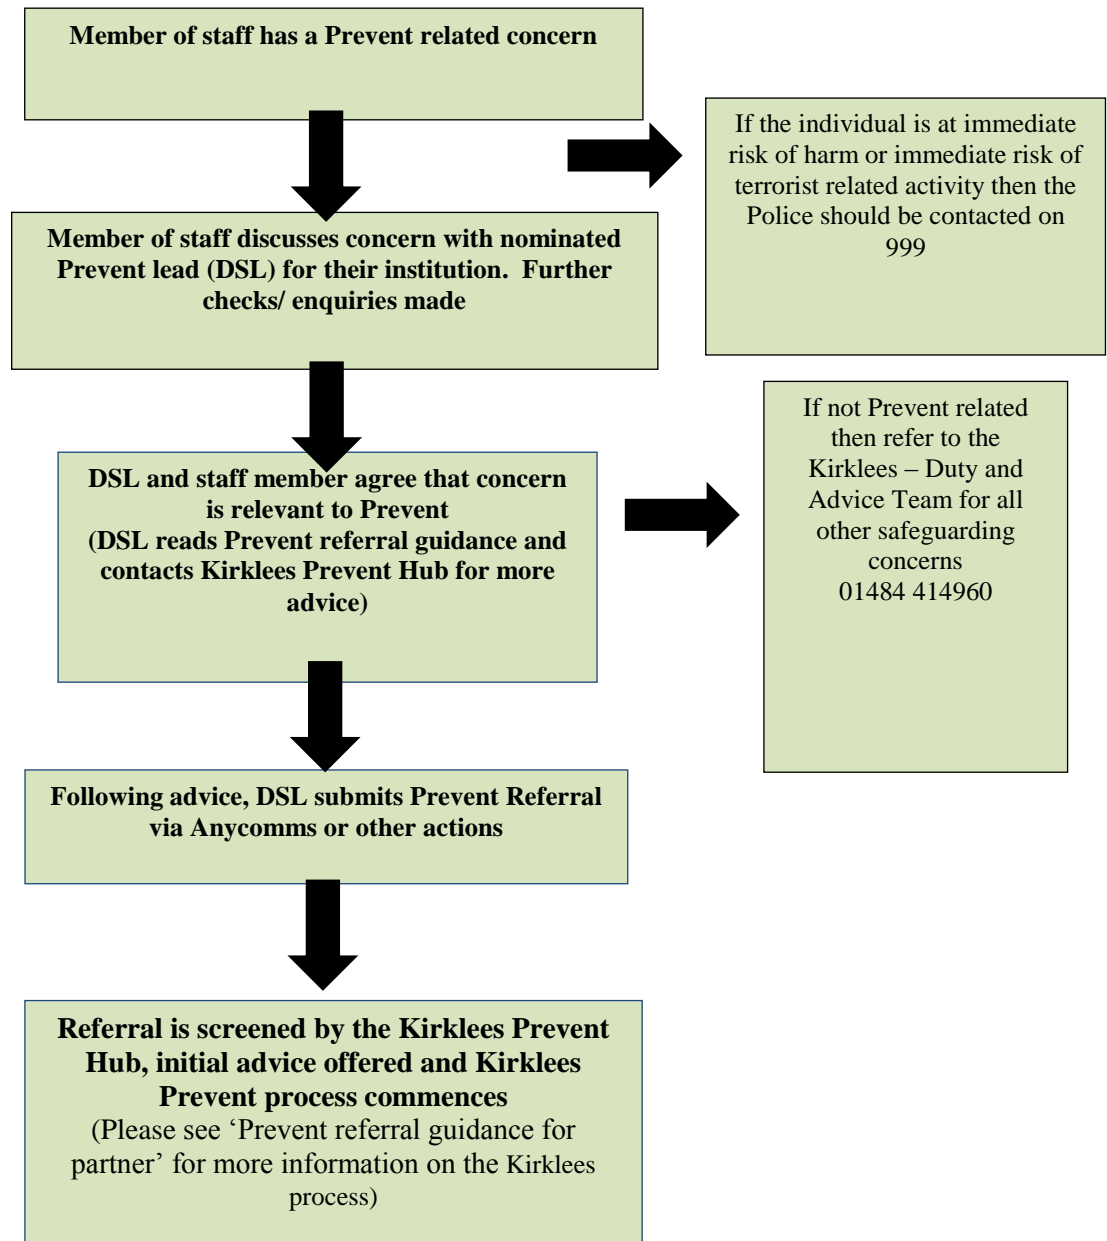 Member of staff has a Prevent related concern
If the individual is at immediate
risk of harm or immediate risk of
terrorist related activity then the
Police should be contacted on
999
Member of staff discusses concern with nominated
Prevent lead (DSL) for their institution.  Further
checks/ enquiries made
If not Prevent related
then refer to the
Kirklees – Duty and
Advice Team for all
other safeguarding
concerns
01484 414960
DSL and staff member agree that concern
is relevant to Prevent
(DSL reads Prevent referral guidance and
contacts Kirklees Prevent Hub for more
advice)
Following advice, DSL submits Prevent Referral
via Anycomms or other actions
Referral is screened by the Kirklees Prevent
Hub, initial advice offered and Kirklees
Prevent process commences
(Please see ‘Prevent referral guidance for
partner’ for more information on the Kirklees
process)